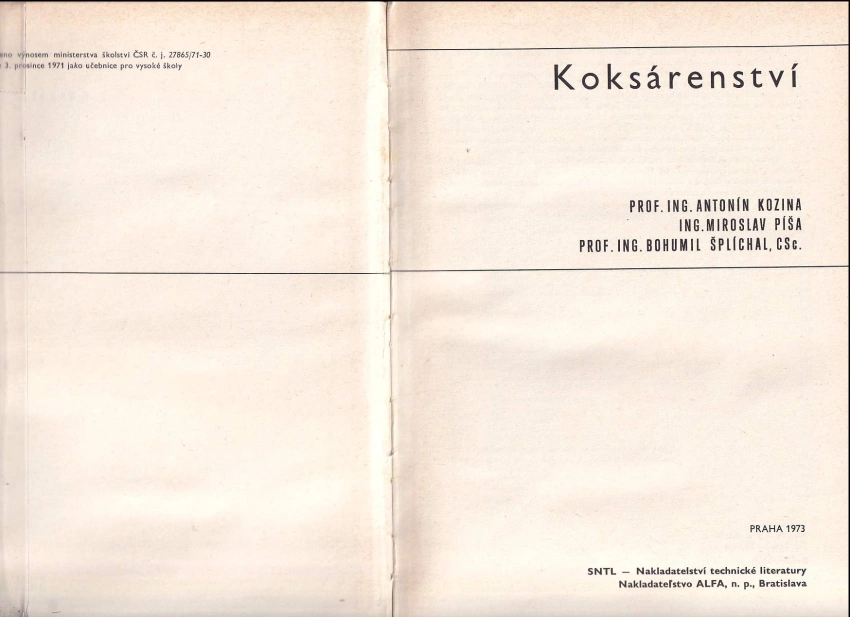 výnosem ministerstva školství ČSR č. j. 27865/71-30
3. prosince 1971 jako učebnice pro vysoké školy
Koksárenství
PROF. ING. ANTONÍN KOZINA
ING. MIROSLAV PÍŠA
PROF. ING. BOHUMIL ŠPLÍCHAL, CSc.
PRAHA 1973
SNTL — Nakladatelství technické literatury
Nakladateľstvo ALFA, n. p., Bratislava